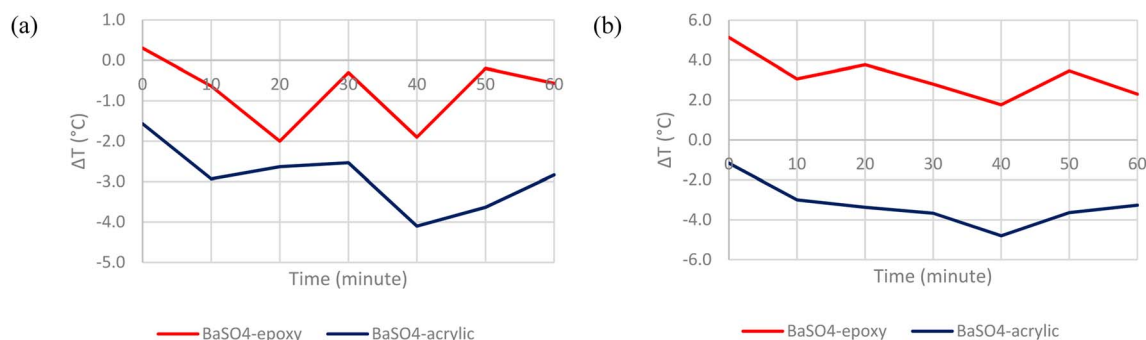 (a)
1.0
0.0
-1.0
-2.0
-3.0
-4.0
-5.0
ΔT (°C)
0 10 20 30 40 50 60
Time (minute)
BaSO4-epoxy BaSO4-acrylic
(b)
6.0
4.0
2.0
0.0
-2.0
-4.0
-6.0
ΔT (°C)
0 10 20 30 40 50 60
Time (minute)
BaSO4-epoxy BaSO4-acrylic